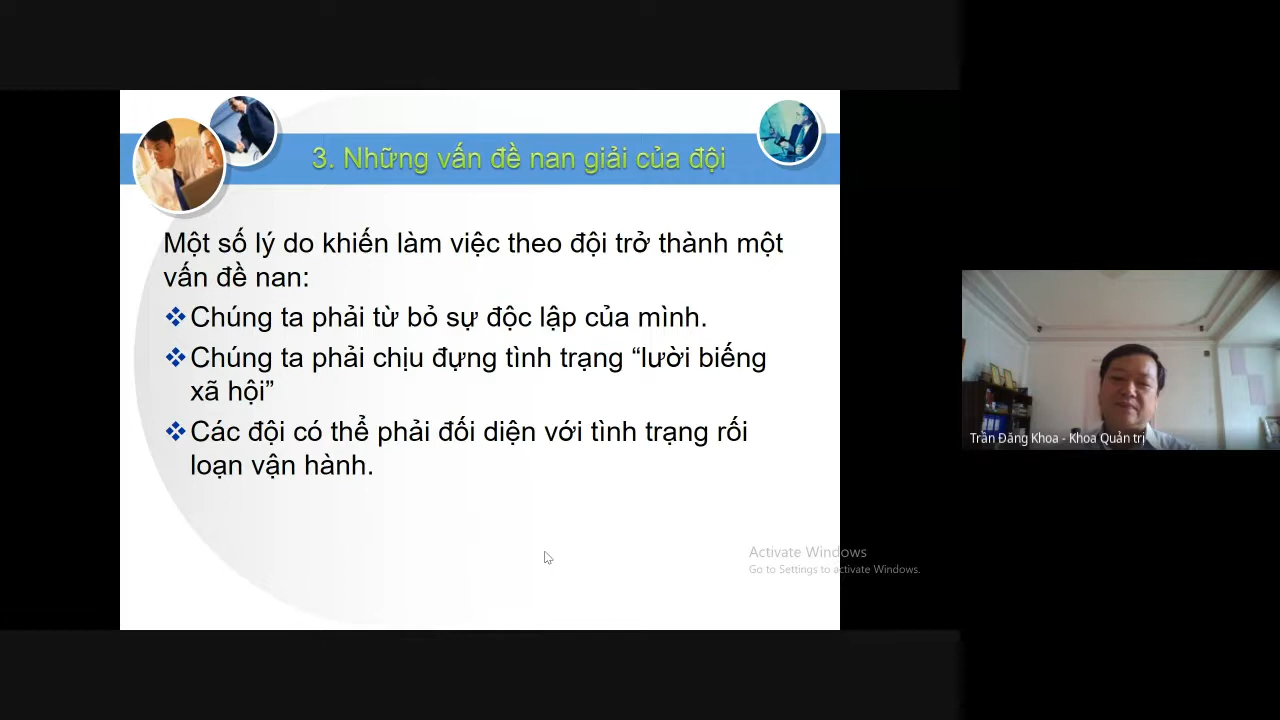 3. Những vấn đề nan giải của đội
Một số lý do khiến làm việc theo đội trở thành một
vấn đề nan:
❖Chúng ta phải từ bỏ sự độc lập của mình.
❖Chúng ta phải chịu đựng tình trạng “lười biếng
xã hội”
❖Các đội có thể phải đối diện với tình trạng rối
loạn vận hành.
Trần Đăng Khoa - Khoa Quản trị
Activate Windows
Go to Settings to activate Windows.